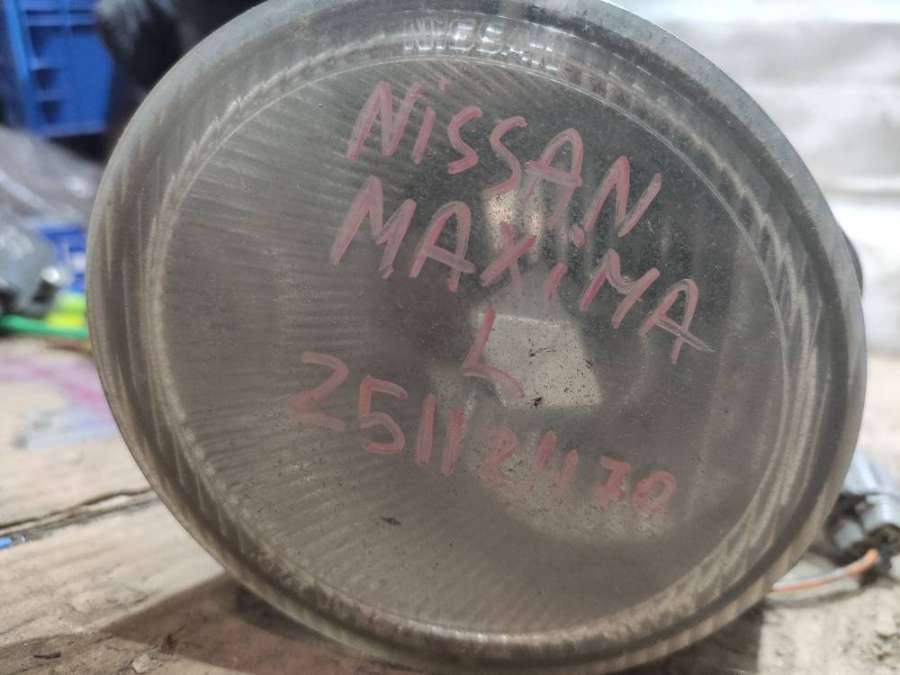 NISSAN
NiSSAN
MAXiMA
L
25112470